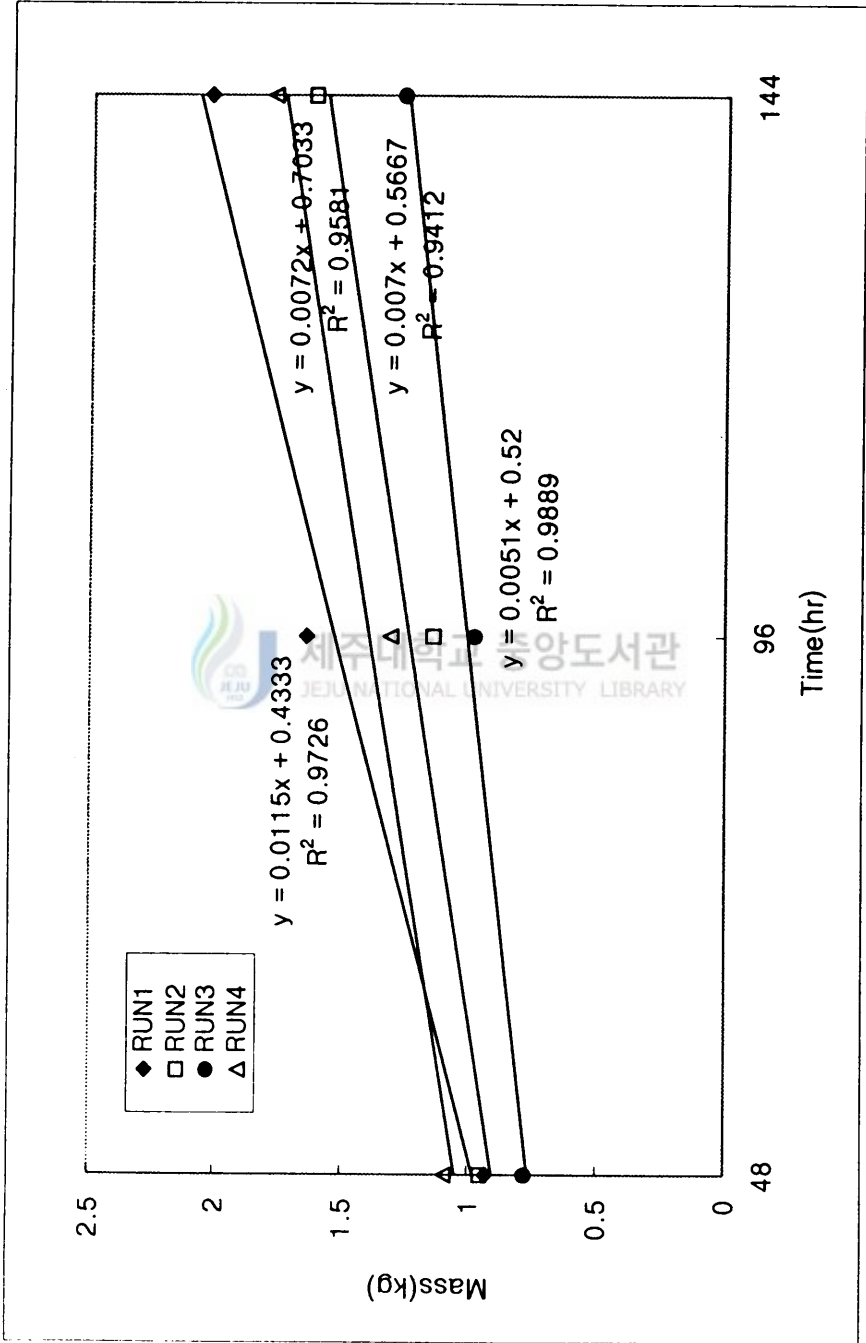 Mass(kg)
2.5
2
1.5
1
0.5
0
48
96
144
Time(hr)
RUN1
RUN2
RUN3
RUN4
y = 0.0115x + 0.4333
R² = 0.9726
y = 0.0072x + 0.7033
R² = 0.9581
y = 0.007x + 0.5667
R² = 0.9412
y = 0.0051x + 0.52
R² = 0.9889
제주대학교 중앙도서관
JEJU NATIONAL UNIVERSITY LIBRARY
JEJU
1952